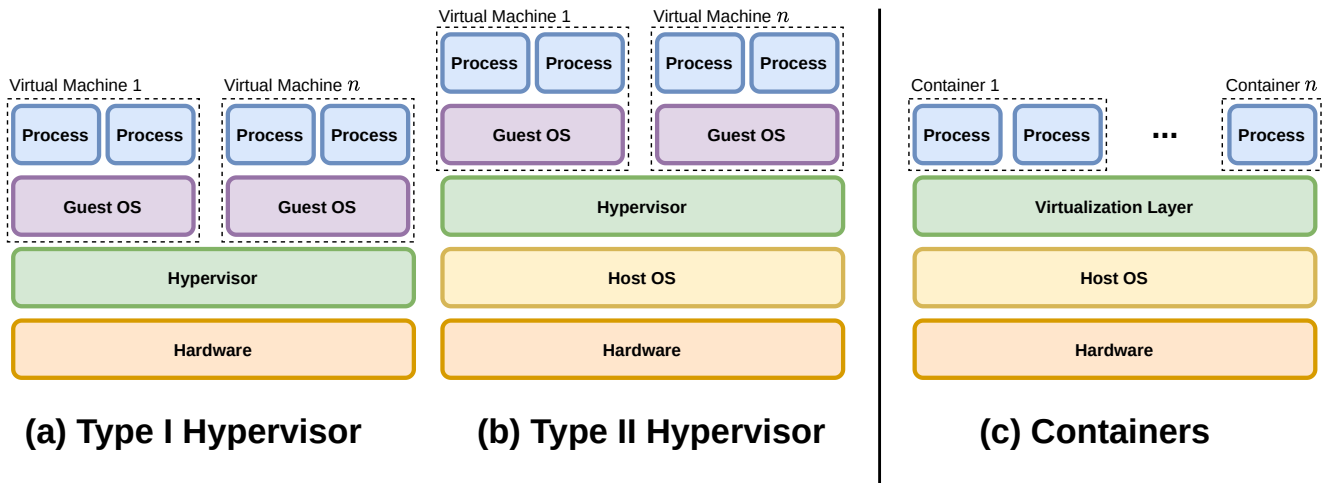 Virtual Machine 1
Virtual Machine n
Process Process
Process Process
Guest OS
Guest OS
Hypervisor
Hardware
(a) Type I Hypervisor
Virtual Machine 1
Virtual Machine n
Process Process
Process Process
Guest OS
Guest OS
Hypervisor
Host OS
Hardware
(b) Type II Hypervisor
Container 1
Container n
Process Process ... Process
Virtualization Layer
Host OS
Hardware
(c) Containers